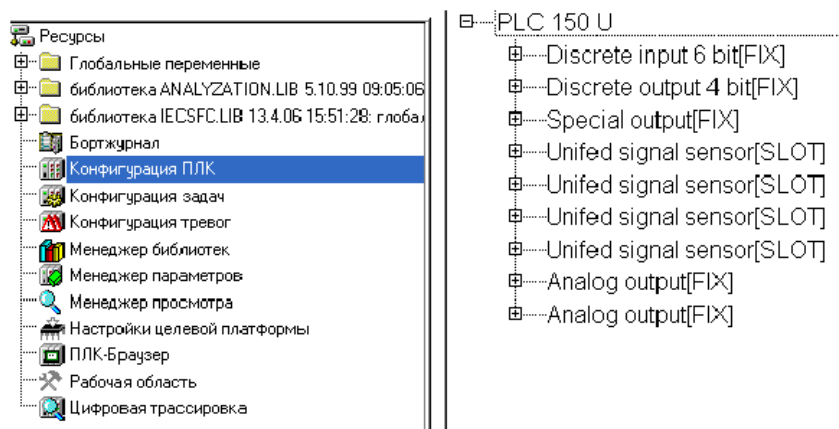 Ресурсы
Глобальные переменные
библиотека ANALYZATION.LIB 5.10.99 09:05:06
библиотека IECSFC.LIB 13.4.06 15:51:28: глоба
Бортжурнал
Конфигурация ПЛК
Конфигурация задач
Конфигурация тревог
Менеджер библиотек
Менеджер параметров
Менеджер просмотра
Настройки целевой платформы
ПЛК-Браузер
Рабочая область
Цифровая трассировка
PLC 150 U
Discrete input 6 bit[FIX]
Discrete output 4 bit[FIX]
Special output[FIX]
Unifed signal sensor[SLOT]
Unifed signal sensor[SLOT]
Unifed signal sensor[SLOT]
Unifed signal sensor[SLOT]
Analog output[FIX]
Analog output[FIX]